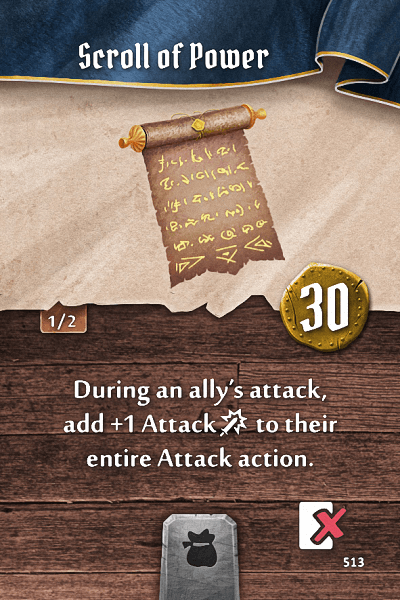 Scroll of Power
1/2
30
During an ally's attack,
add +1 Attack to their
entire Attack action.
513